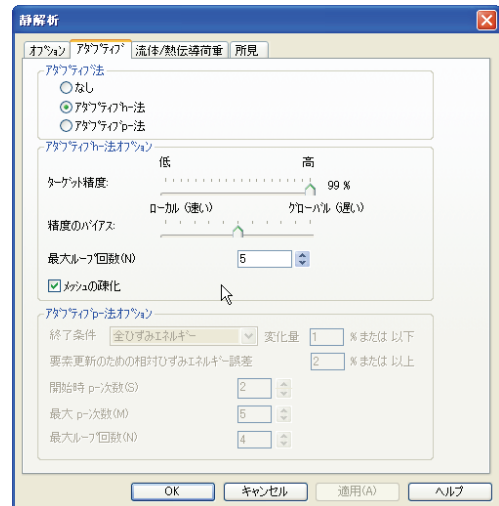 静解析
オプション アダプティブ 流体/熱伝導荷重 所見
アダプティブ法
なし
アダプティブh-法
アダプティブp-法
アダプティブh-法オプション
低 高
ターゲット精度: 99 %
ローカル (速い) グローバル (遅い)
精度のバイアス:
最大ループ回数(N) 5
メッシュの疎化
アダプティブp-法オプション
終了条件 全ひずみエネルギー 変化量 1 % または 以下
要素更新のための相対ひずみエネルギー誤差 2 % または 以上
開始時 p-次数(S) 2
最大 p-次数(M) 5
最大ループ回数(N) 4
OK キャンセル 適用(A) ヘルプ